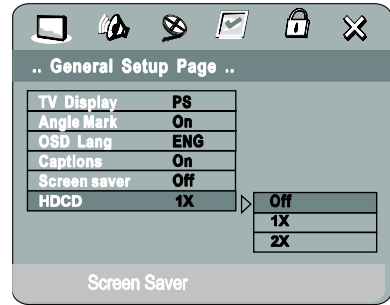 .. General Setup Page ..
TV Display PS
Angle Mark On
OSD Lang ENG
Captions On
Screen saver Off
HDCD 1X Off
1X
2X
Screen Saver